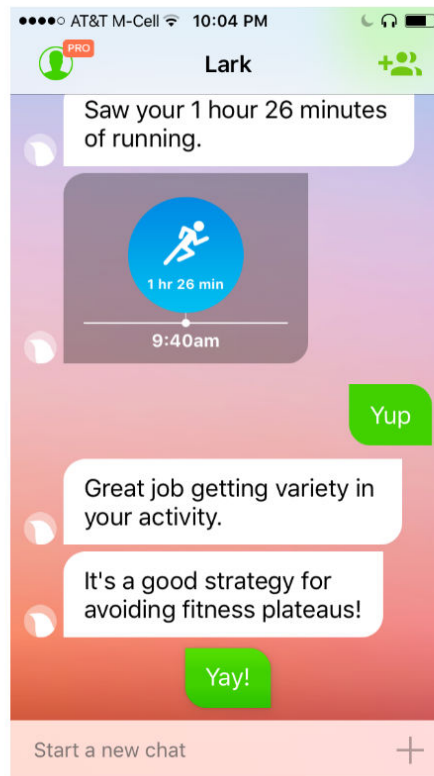 AT&T M-Cell 10:04 PM
PRO
Lark
Saw your 1 hour 26 minutes
of running.
1 hr 26 min
9:40am
Yup
Great job getting variety in
your activity.
It's a good strategy for
avoiding fitness plateaus!
Yay!
Start a new chat